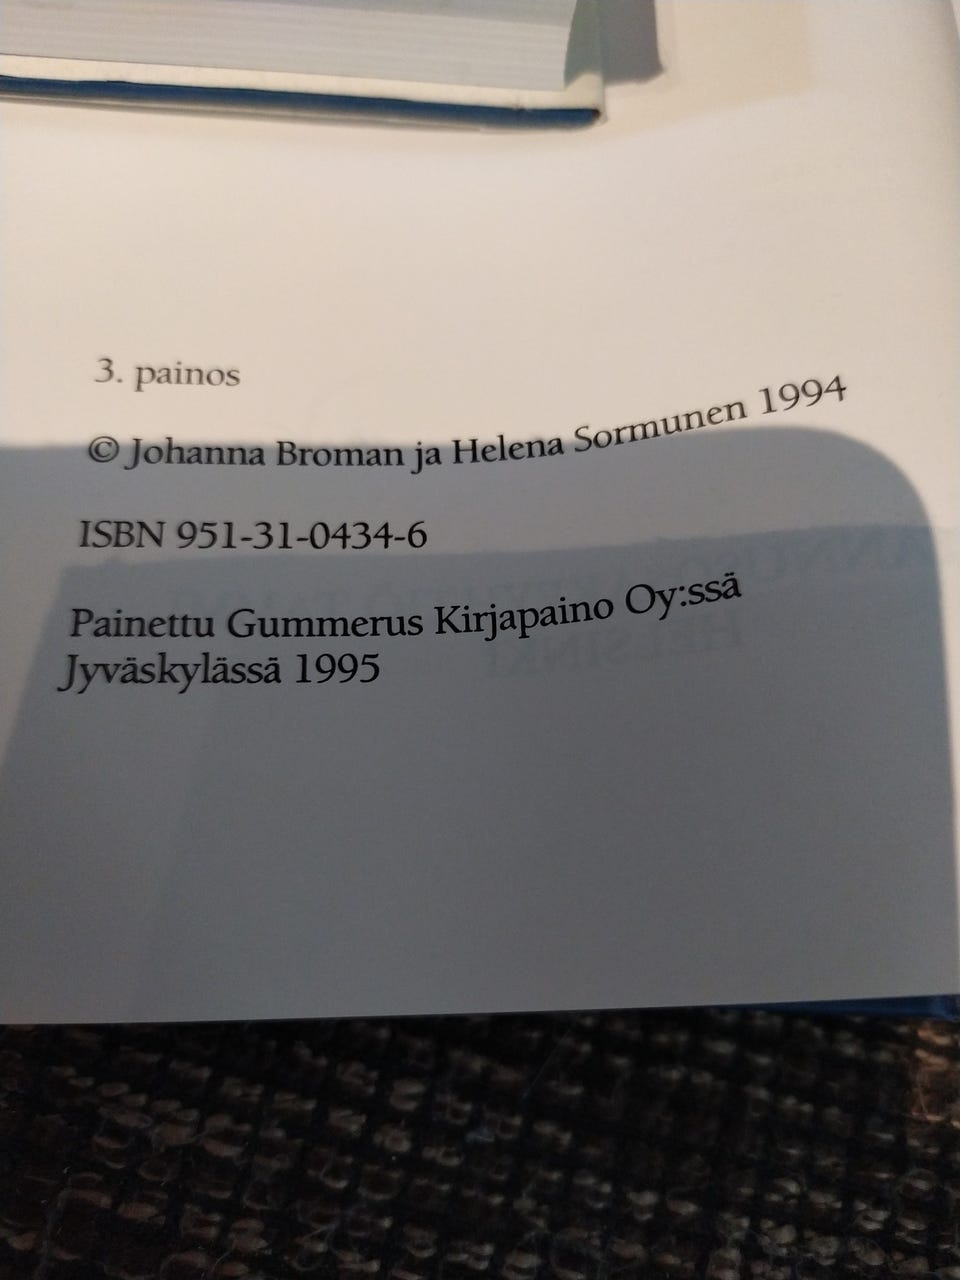 3. painos
© Johanna Broman ja Helena Sormunen 1994
ISBN 951-31-0434-6
Painettu Gummerus Kirjapaino Oy:ssä
Jyväskylässä 1995
HELSINKI